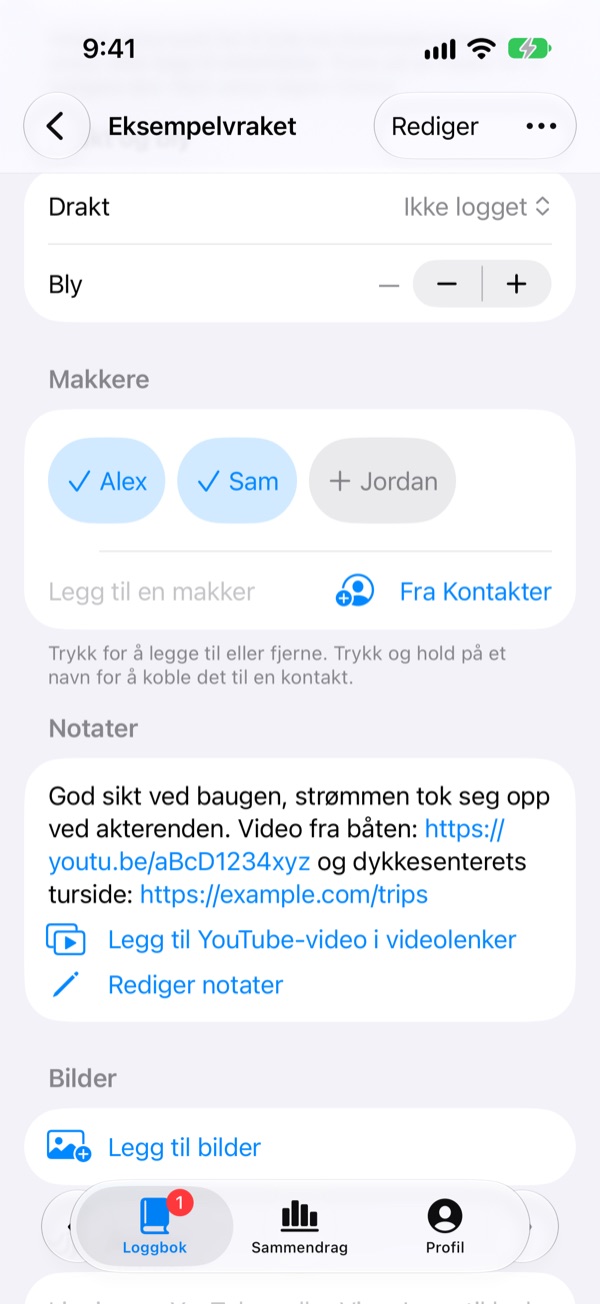 9:41
Eksempelvraket
Rediger
Drakt
Ikke logget
Bly
—
Makkere
Alex
Sam
Jordan
Legg til en makker
Fra Kontakter
Trykk for å legge til eller fjerne. Trykk og hold på et
navn for å koble det til en kontakt.
Notater
God sikt ved baugen, strømmen tok seg opp
ved akterenden. Video fra båten: https://
youtu.be/aBcD1234xyz og dykkesenterets
turside: https://example.com/trips
Legg til YouTube-video i videolenker
Rediger notater
Bilder
Legg til bilder
1
Loggbok
Sammendrag
Profil